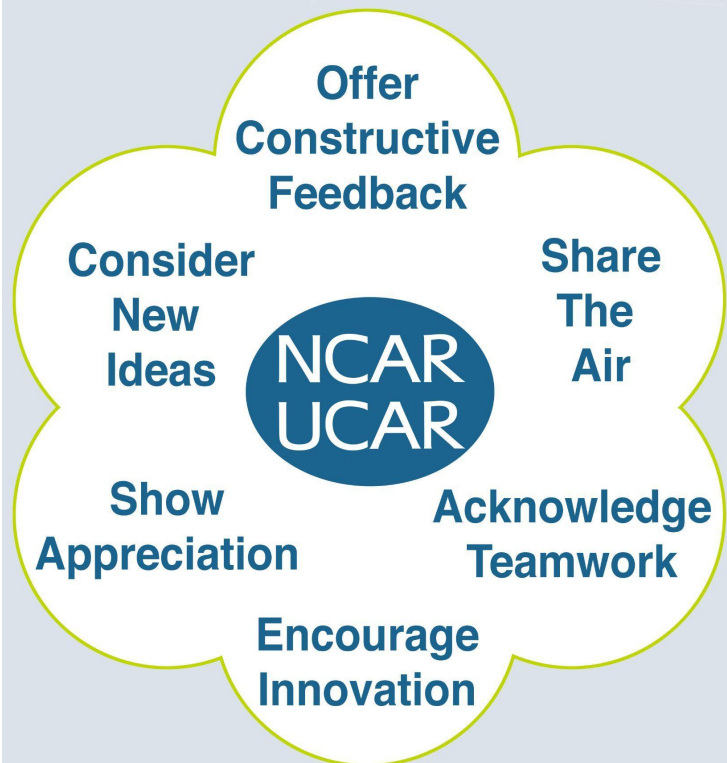 Offer
Constructive
Feedback
Share
The
Air
Acknowledge
Teamwork
Encourage
Innovation
Show
Appreciation
Consider
New
Ideas
NCAR
UCAR